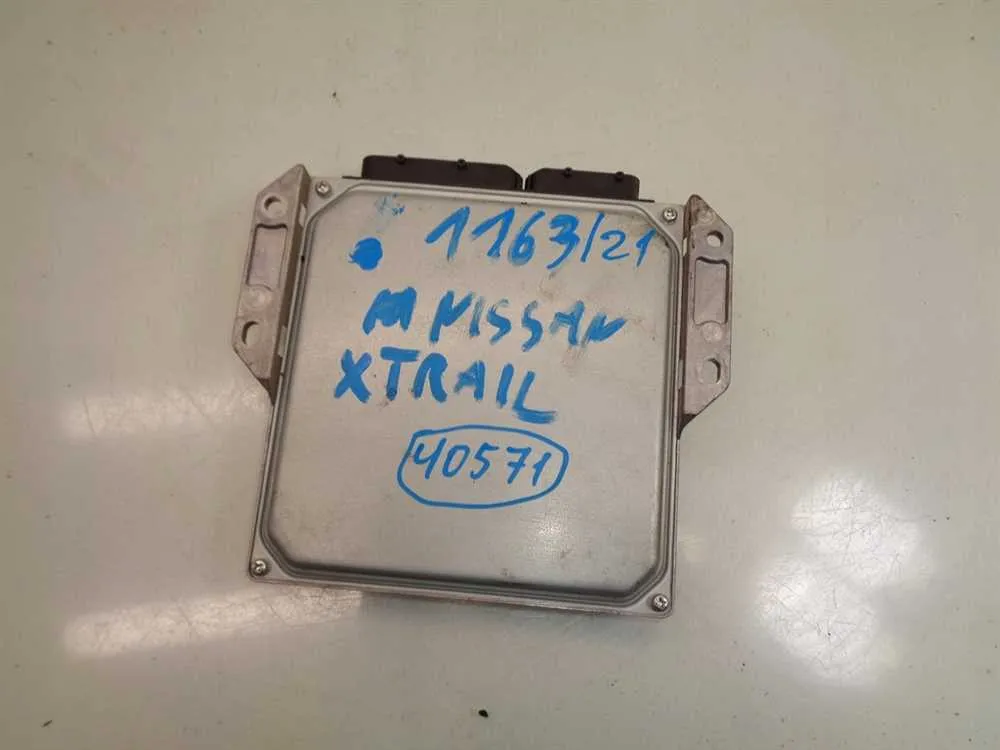 1163/21
M NISSAN
XTRAIL
40571